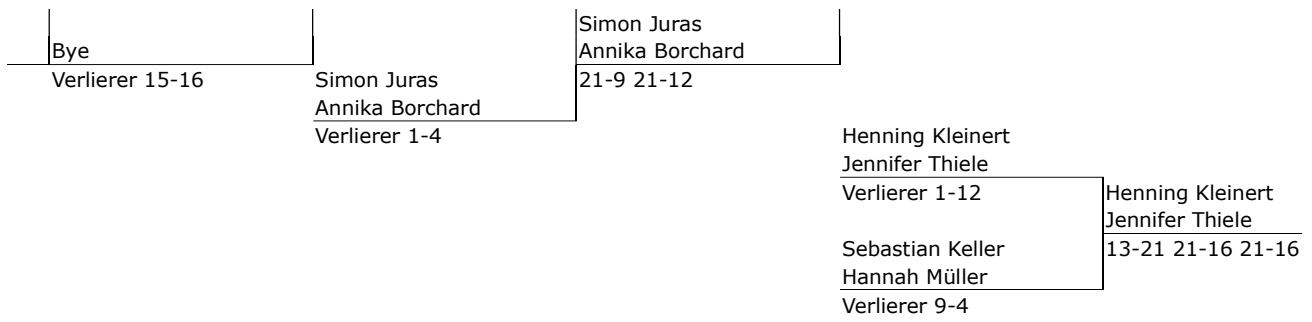 Simon Juras
Bye
Annika Borchard
Verlierer 15-16
Simon Juras
21-9 21-12
Annika Borchard
Verlierer 1-4
Henning Kleinert
Jennifer Thiele
Verlierer 1-12
Henning Kleinert
Jennifer Thiele
Sebastian Keller
13-21 21-16 21-16
Hannah Müller
Verlierer 9-4